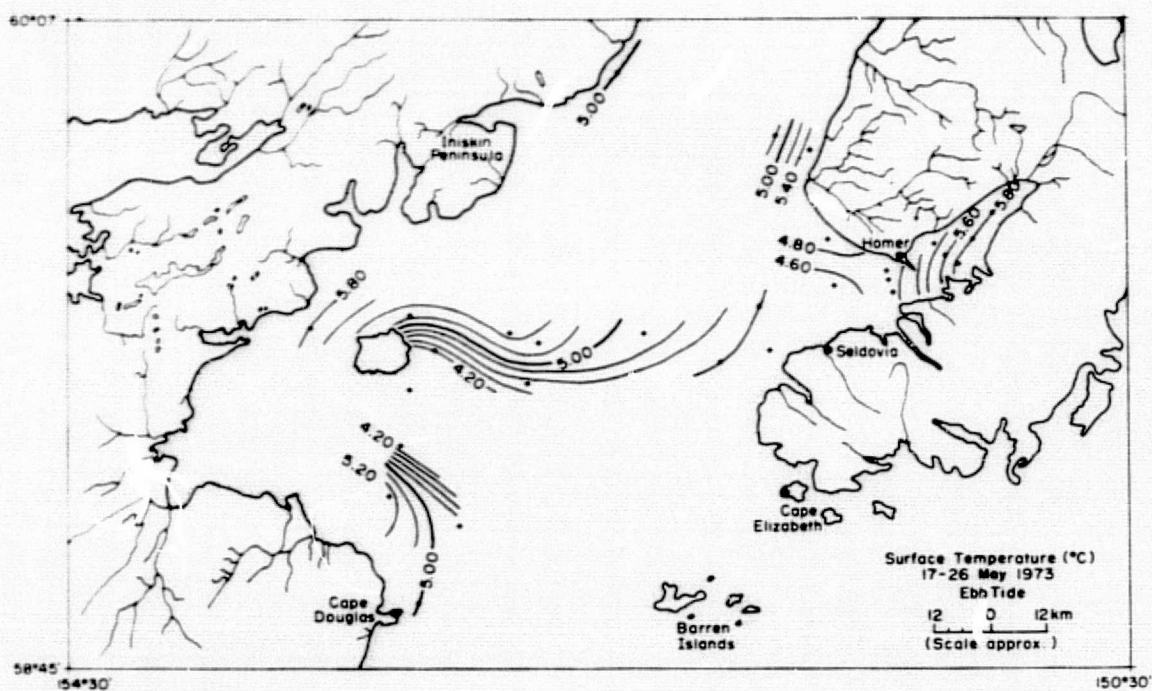 60°07'
5.00
Iniskin
Peninsula
5.00
5.40
5.60
5.80
Homer
4.80
4.60
5.80
5.00
Seldovia
4.20
4.20
5.20
Cape
Elizabeth
5.00
Surface Temperature (°C)
17-26 May 1973
Ebb Tide
12 0 12km
(Scale approx.)
Cape
Douglas
Barren
Islands
58°45'
154°30'
150°30'